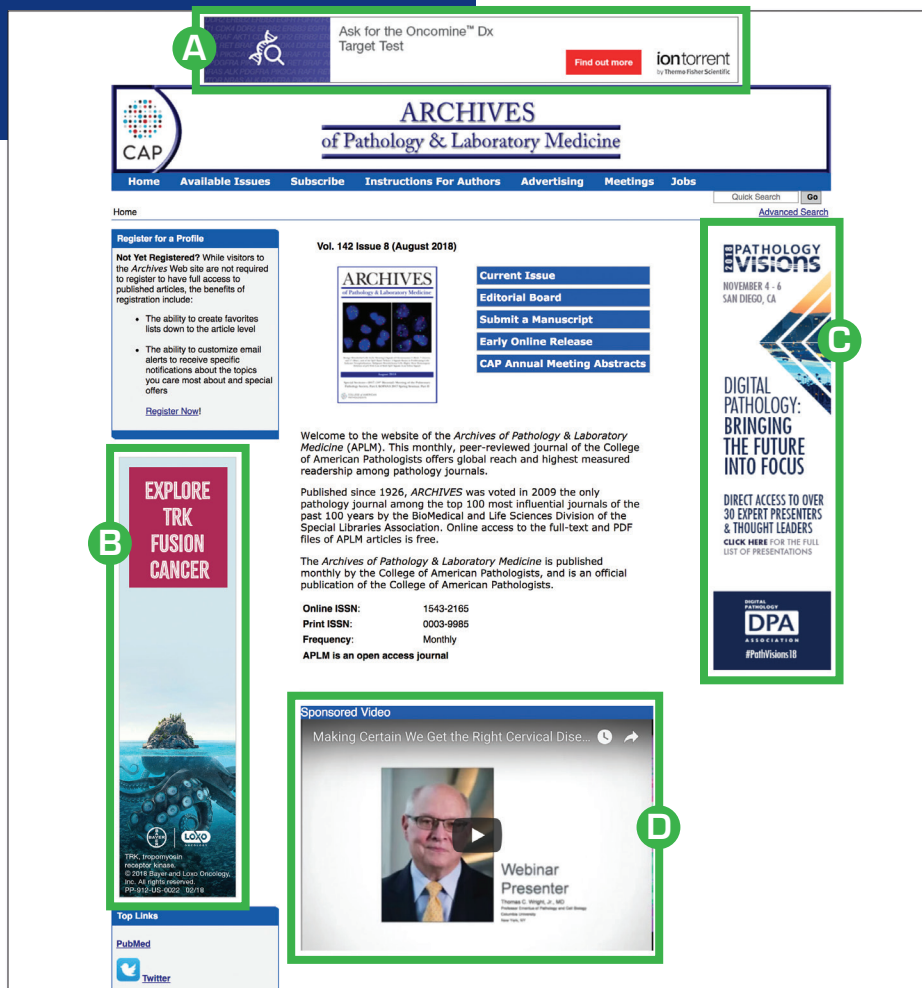 A
Ask for the Oncomine™ Dx
Target Test
Find out more
iontorrent
by Thermo Fisher Scientific
CAP
ARCHIVES
of Pathology & Laboratory Medicine
Home Available Issues Subscribe Instructions For Authors Advertising Meetings Jobs
Quick Search Go
Home
Advanced Search
Register for a Profile
Not Yet Registered? While visitors to
the Archives Web site are not required
to register to have full access to
published articles, the benefits of
registration include:
• The ability to create favorites
lists down to the article level
• The ability to customize email
alerts to receive specific
notifications about the topics
you care most about and special
offers
Register Now!
B
EXPLORE
TRK
FUSION
CANCER
BAYER
LOXO
ONCOLOGY
TRK, tropomyosin
receptor kinase.
© 2018 Bayer and Loxo Oncology,
Inc. All rights reserved.
PP-912-US-0022 02/18
Top Links
PubMed
Twitter
Vol. 142 Issue 8 (August 2018)
ARCHIVES
of Pathology & Laboratory Medicine
August 2018
Current Issue
Editorial Board
Submit a Manuscript
Early Online Release
CAP Annual Meeting Abstracts
Welcome to the website of the Archives of Pathology & Laboratory
Medicine (APLM). This monthly, peer-reviewed journal of the College
of American Pathologists offers global reach and highest measured
readership among pathology journals.
Published since 1926, ARCHIVES was voted in 2009 the only
pathology journal among the top 100 most influential journals of the
past 100 years by the BioMedical and Life Sciences Division of the
Special Libraries Association. Online access to the full-text and PDF
files of APLM articles is free.
The Archives of Pathology & Laboratory Medicine is published
monthly by the College of American Pathologists, and is an official
publication of the College of American Pathologists.
Online ISSN: 1543-2165
Print ISSN: 0003-9985
Frequency: Monthly
APLM is an open access journal
Sponsored Video
Making Certain We Get the Right Cervical Dise...
Webinar
Presenter
Thomas C. Wright, Jr., MD
Professor Emeritus of Pathology and Cell Biology
Columbia University
New York, NY
D
2018 PATHOLOGY
VISIONS
NOVEMBER 4 - 6
SAN DIEGO, CA
C
DIGITAL
PATHOLOGY:
BRINGING
THE FUTURE
INTO FOCUS
DIRECT ACCESS TO OVER
30 EXPERT PRESENTERS
& THOUGHT LEADERS
CLICK HERE FOR THE FULL
LIST OF PRESENTATIONS
DIGITAL
PATHOLOGY
DPA
ASSOCIATION
#PathVisions18